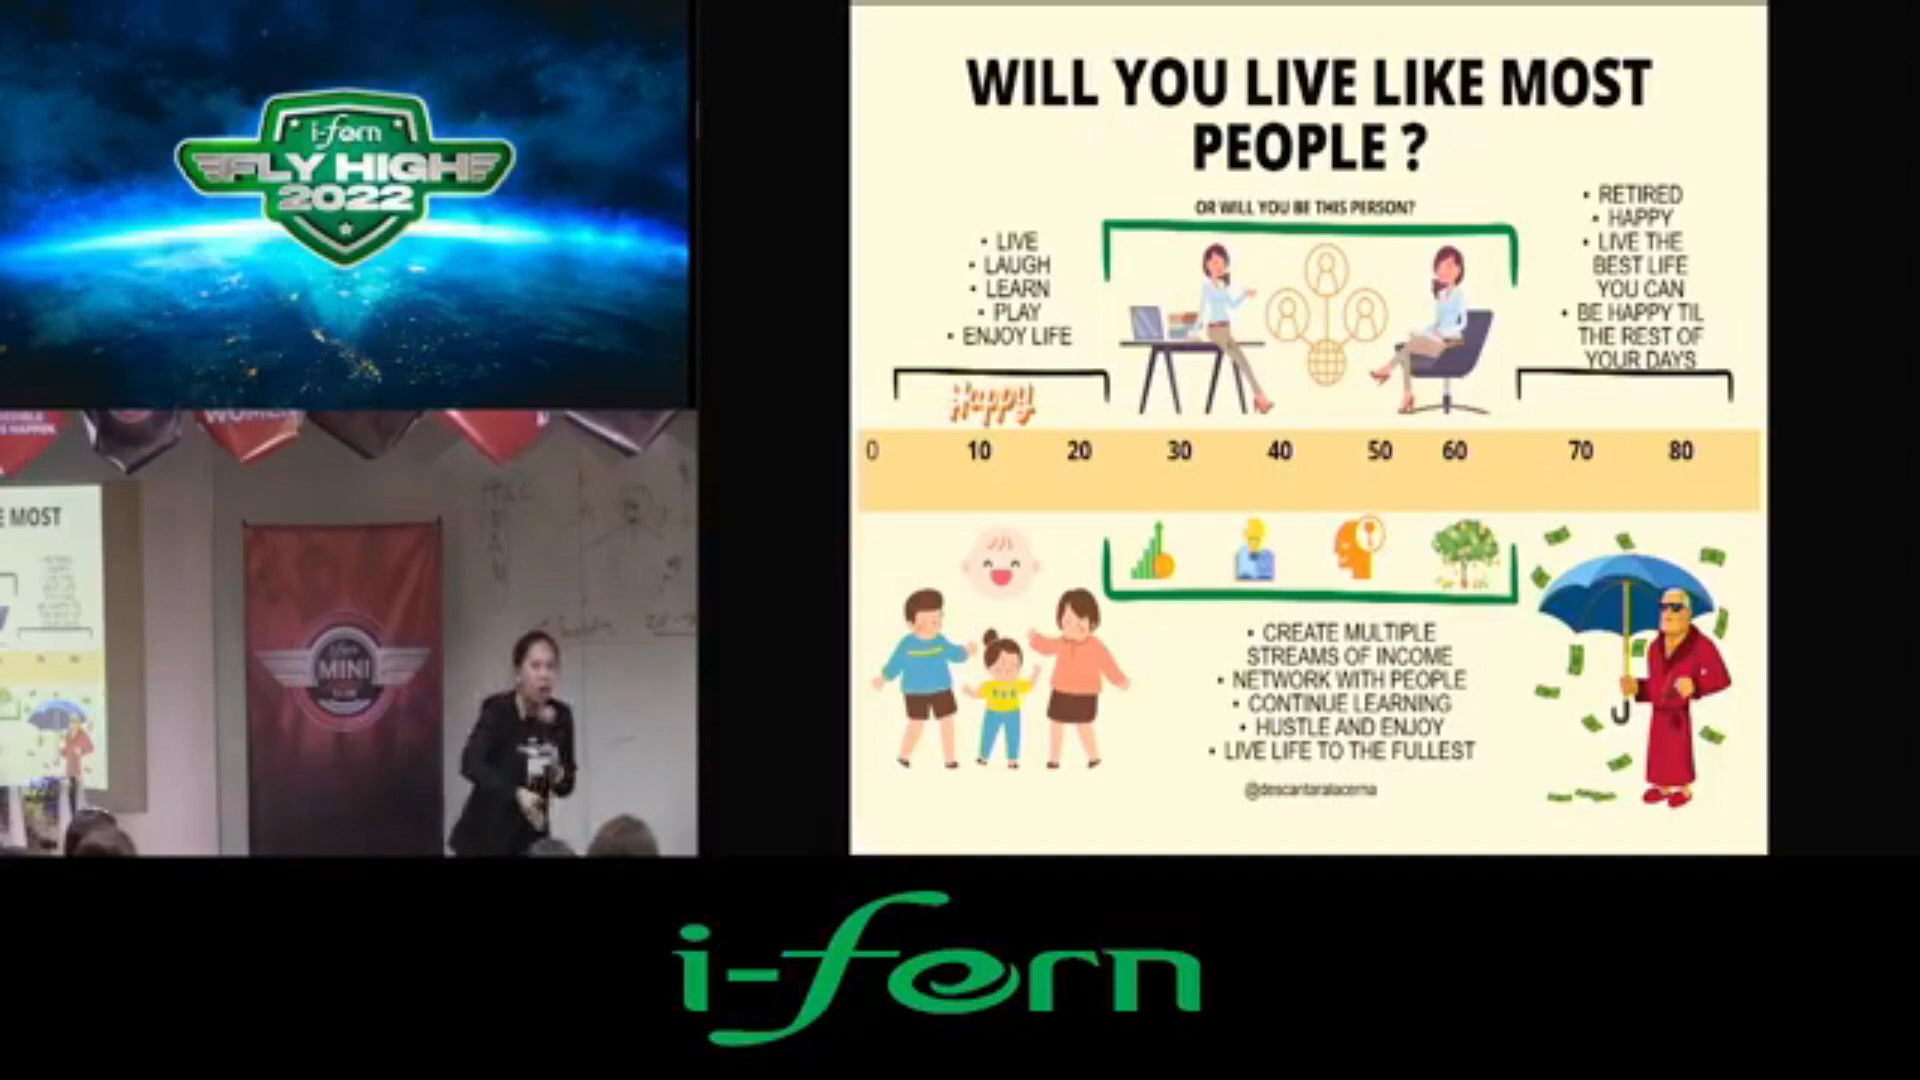 i-fern
FLY HIGH
2022
WILL YOU LIVE LIKE MOST
PEOPLE ?
OR WILL YOU BE THIS PERSON?
• LIVE
• LAUGH
• LEARN
• PLAY
• ENJOY LIFE
• RETIRED
• HAPPY
• LIVE THE
BEST LIFE
YOU CAN
• BE HAPPY TIL
THE REST OF
YOUR DAYS
Happy
0 10 20 30 40 50 60 70 80
• CREATE MULTIPLE
STREAMS OF INCOME
• NETWORK WITH PEOPLE
• CONTINUE LEARNING
• HUSTLE AND ENJOY
• LIVE LIFE TO THE FULLEST
@descantaralacerna
WOMEN
E MOST
i-fern
MINI
i-fern